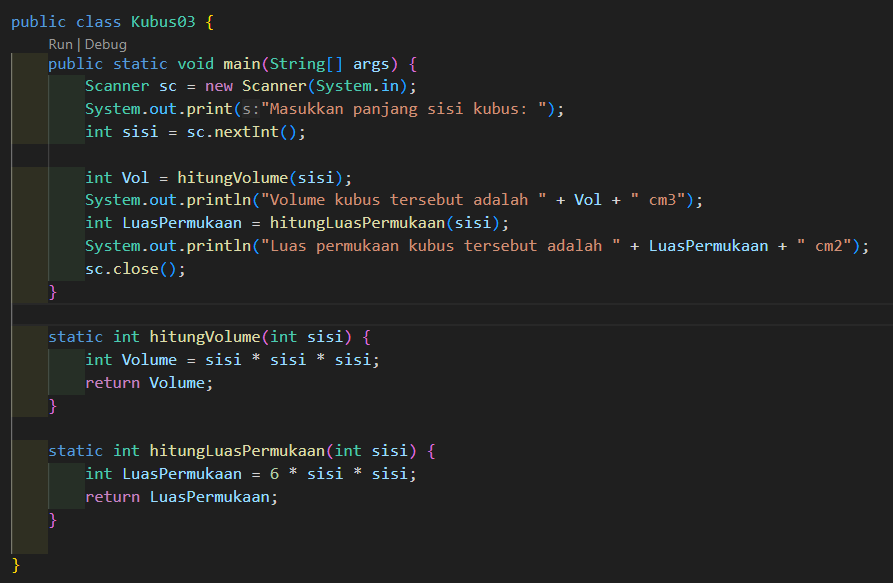 public class Kubus03 {
Run | Debug
public static void main(String[] args) {
Scanner sc = new Scanner(System.in);
System.out.print(s:"Masukkan panjang sisi kubus: ");
int sisi = sc.nextInt();
int Vol = hitungVolume(sisi);
System.out.println("Volume kubus tersebut adalah " + Vol + " cm3");
int LuasPermukaan = hitungLuasPermukaan(sisi);
System.out.println("Luas permukaan kubus tersebut adalah " + LuasPermukaan + " cm2");
sc.close();
}
static int hitungVolume(int sisi) {
int Volume = sisi * sisi * sisi;
return Volume;
}
static int hitungLuasPermukaan(int sisi) {
int LuasPermukaan = 6 * sisi * sisi;
return LuasPermukaan;
}
}